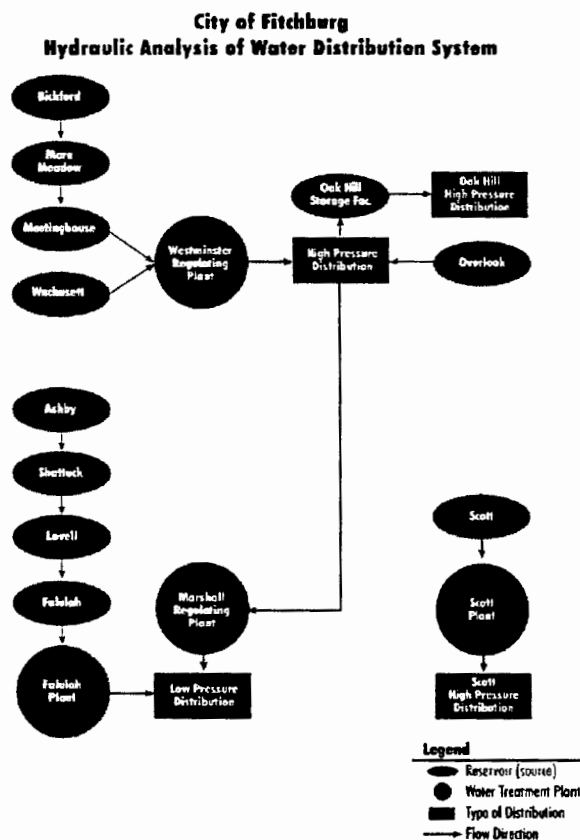 City of Fitchburg
Hydraulic Analysis of Water Distribution System
Bickford
Mare
Meadow
Meetinghouse
Wachusett
Westminster
Regulating
Plant
Oak Hill
Storage Fac.
Oak Hill
High Pressure
Distribution
High Pressure
Distribution
Overlook
Ashby
Shattuck
Lovell
Falulah
Falulah
Plant
Marshall
Regulating
Plant
Low Pressure
Distribution
Scott
Scott
Plant
Scott
High Pressure
Distribution
Legend
Reservoir (source)
Water Treatment Plant
Type of Distribution
Flow Direction